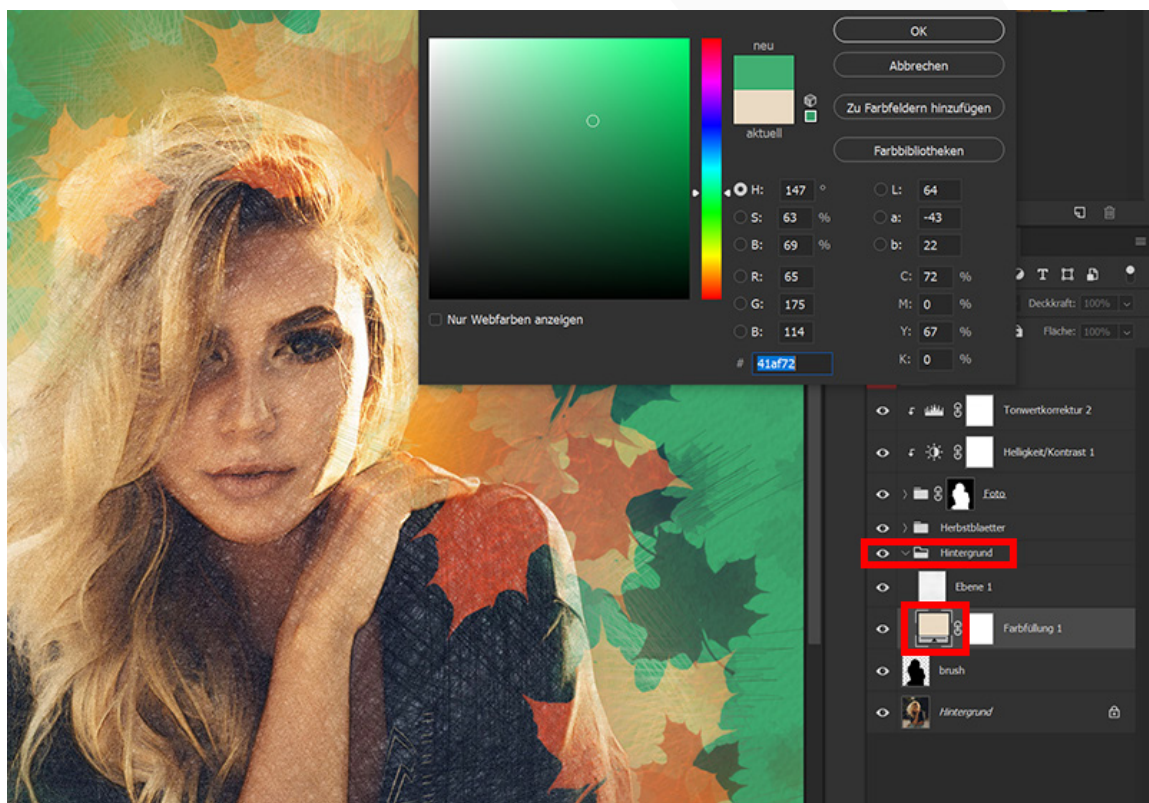 OK
neu
Abbrechen
Zu Farbfeldern hinzufügen
aktuell
Farbbibliotheken
H: 147 ° L: 64
S: 63 % a: -43
B: 69 % b: 22
R: 65 C: 72 %
G: 175 M: 0 %
B: 114 Y: 67 %
# 41af72 K: 0 %
Nur Webfarben anzeigen
T
Deckkraft: 100%
Fläche: 100%
Tonwertkorrektur 2
Helligkeit/Kontrast 1
Foto
Herbstblaetter
Hintergrund
Ebene 1
Farbfüllung 1
brush
Hintergrund